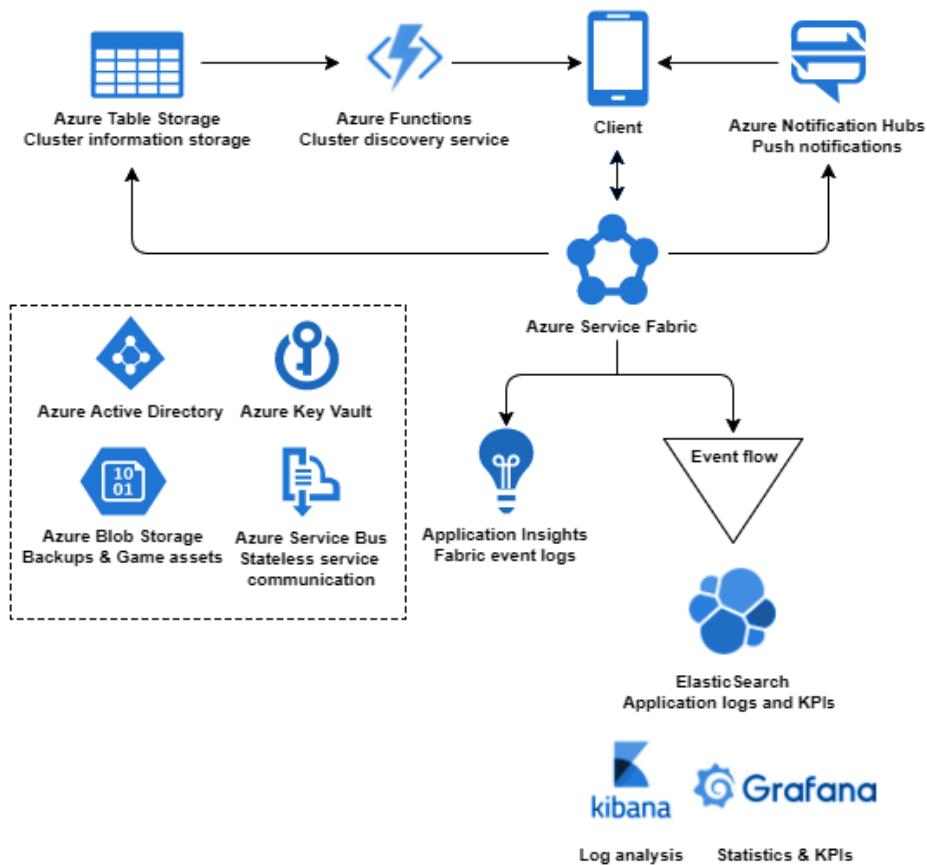 Azure Table Storage
Cluster information storage
Azure Functions
Cluster discovery service
Client
Azure Notification Hubs
Push notifications
Azure Service Fabric
Azure Active Directory
Azure Key Vault
10
01
Azure Blob Storage
Backups & Game assets
Azure Service Bus
Stateless service
communication
Application Insights
Fabric event logs
Event flow
ElasticSearch
Application logs and KPIs
kibana
Grafana
Log analysis
Statistics & KPIs